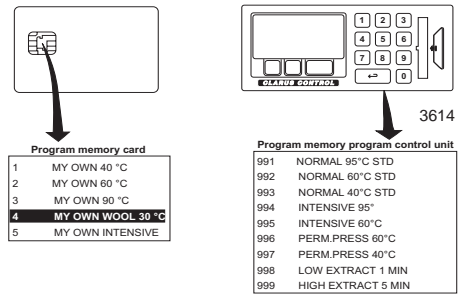 1 2 3
4 5 6
7 8 9
0
CLARUS CONTROL
3614
Program memory card
1 MY OWN 40 °C
2 MY OWN 60 °C
3 MY OWN 90 °C
4 MY OWN WOOL 30 °C
5 MY OWN INTENSIVE
Program memory program control unit
991 NORMAL 95°C STD
992 NORMAL 60°C STD
993 NORMAL 40°C STD
994 INTENSIVE 95°
995 INTENSIVE 60°C
996 PERM.PRESS 60°C
997 PERM.PRESS 40°C
998 LOW EXTRACT 1 MIN
999 HIGH EXTRACT 5 MIN